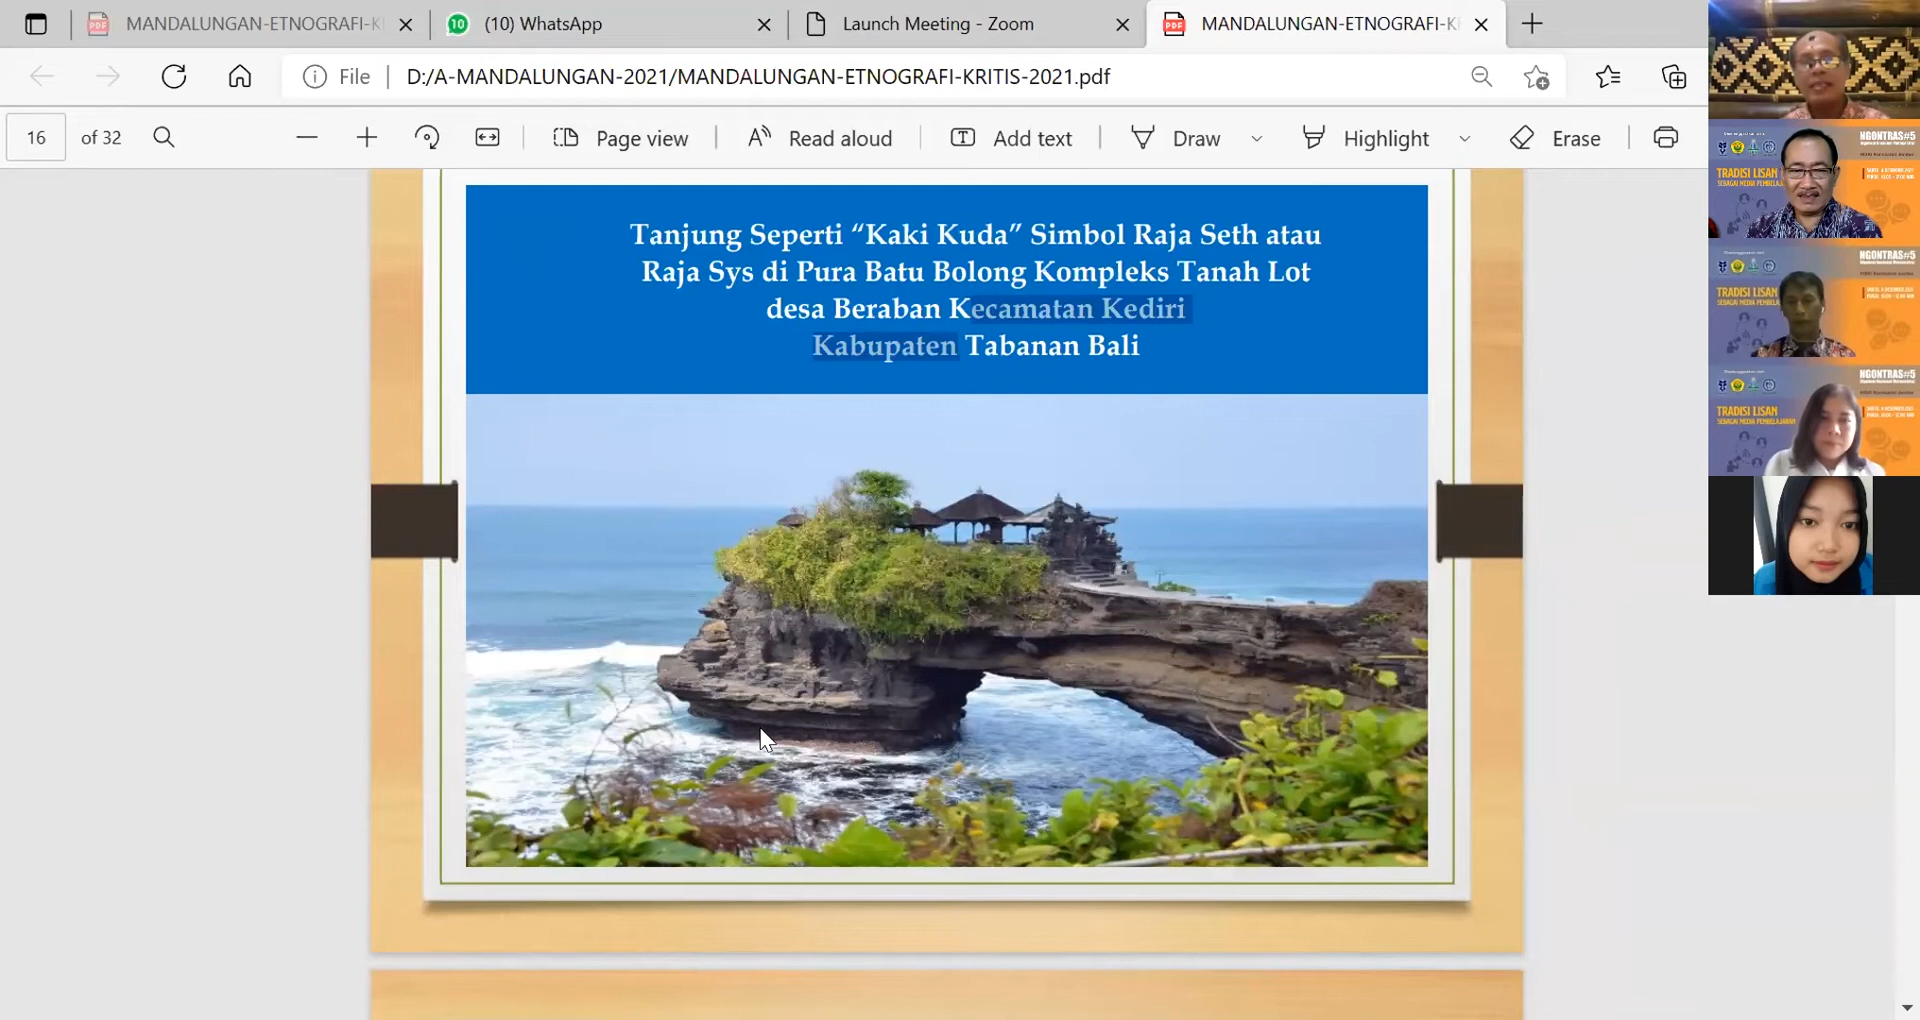 MANDALUNGAN-ETNOGRAFI-K
(10) WhatsApp
Launch Meeting - Zoom
MANDALUNGAN-ETNOGRAFI-K
File
D:/A-MANDALUNGAN-2021/MANDALUNGAN-ETNOGRAFI-KRITIS-2021.pdf
16 of 32
Page view
Read aloud
Add text
Draw
Highlight
Erase
Tanjung Seperti “Kaki Kuda” Simbol Raja Seth atau
Raja Sys di Pura Batu Bolong Kompleks Tanah Lot
desa Beraban Kecamatan Kediri
Kabupaten Tabanan Bali
NGONTRAS#5
TRADISI LISAN
NGONTRAS#5
TRADISI LISAN
NGONTRAS#5
TRADISI LISAN
SEBAGAI MEDIA PEMBELAJARAN